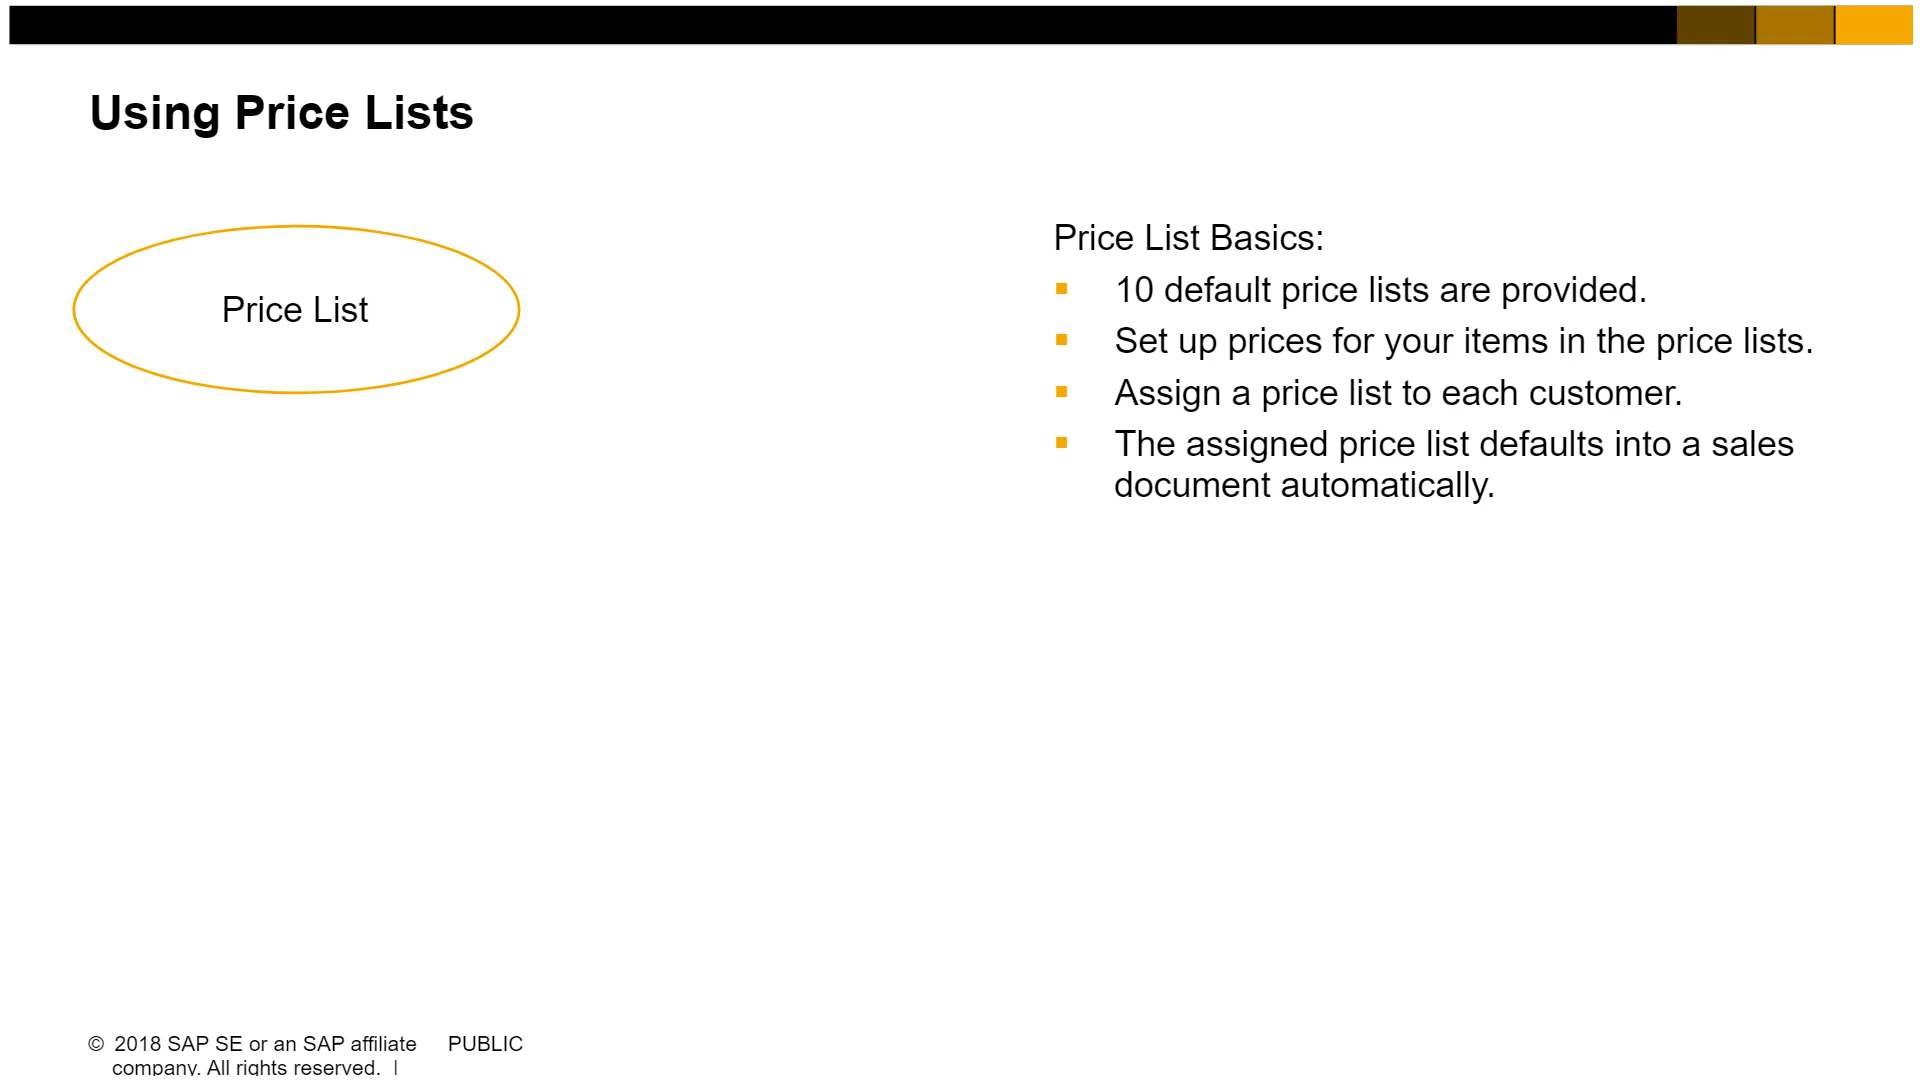 Using Price Lists
Price List
Price List Basics:
10 default price lists are provided.
Set up prices for your items in the price lists.
Assign a price list to each customer.
The assigned price list defaults into a sales
document automatically.
© 2018 SAP SE or an SAP affiliate PUBLIC
company. All rights reserved. |